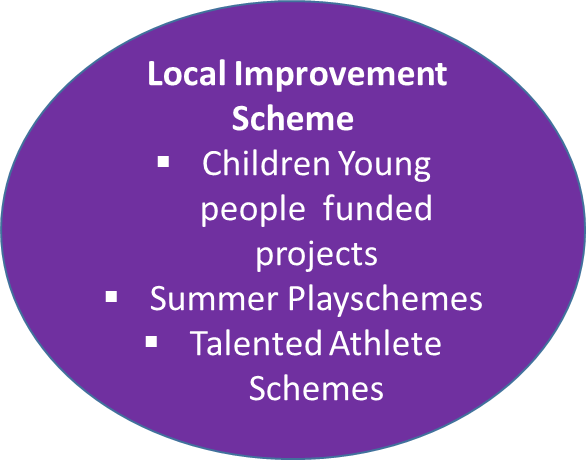 Local Improvement
Scheme
▪ Children Young
people funded
projects
▪ Summer Playschemes
▪ Talented Athlete
Schemes